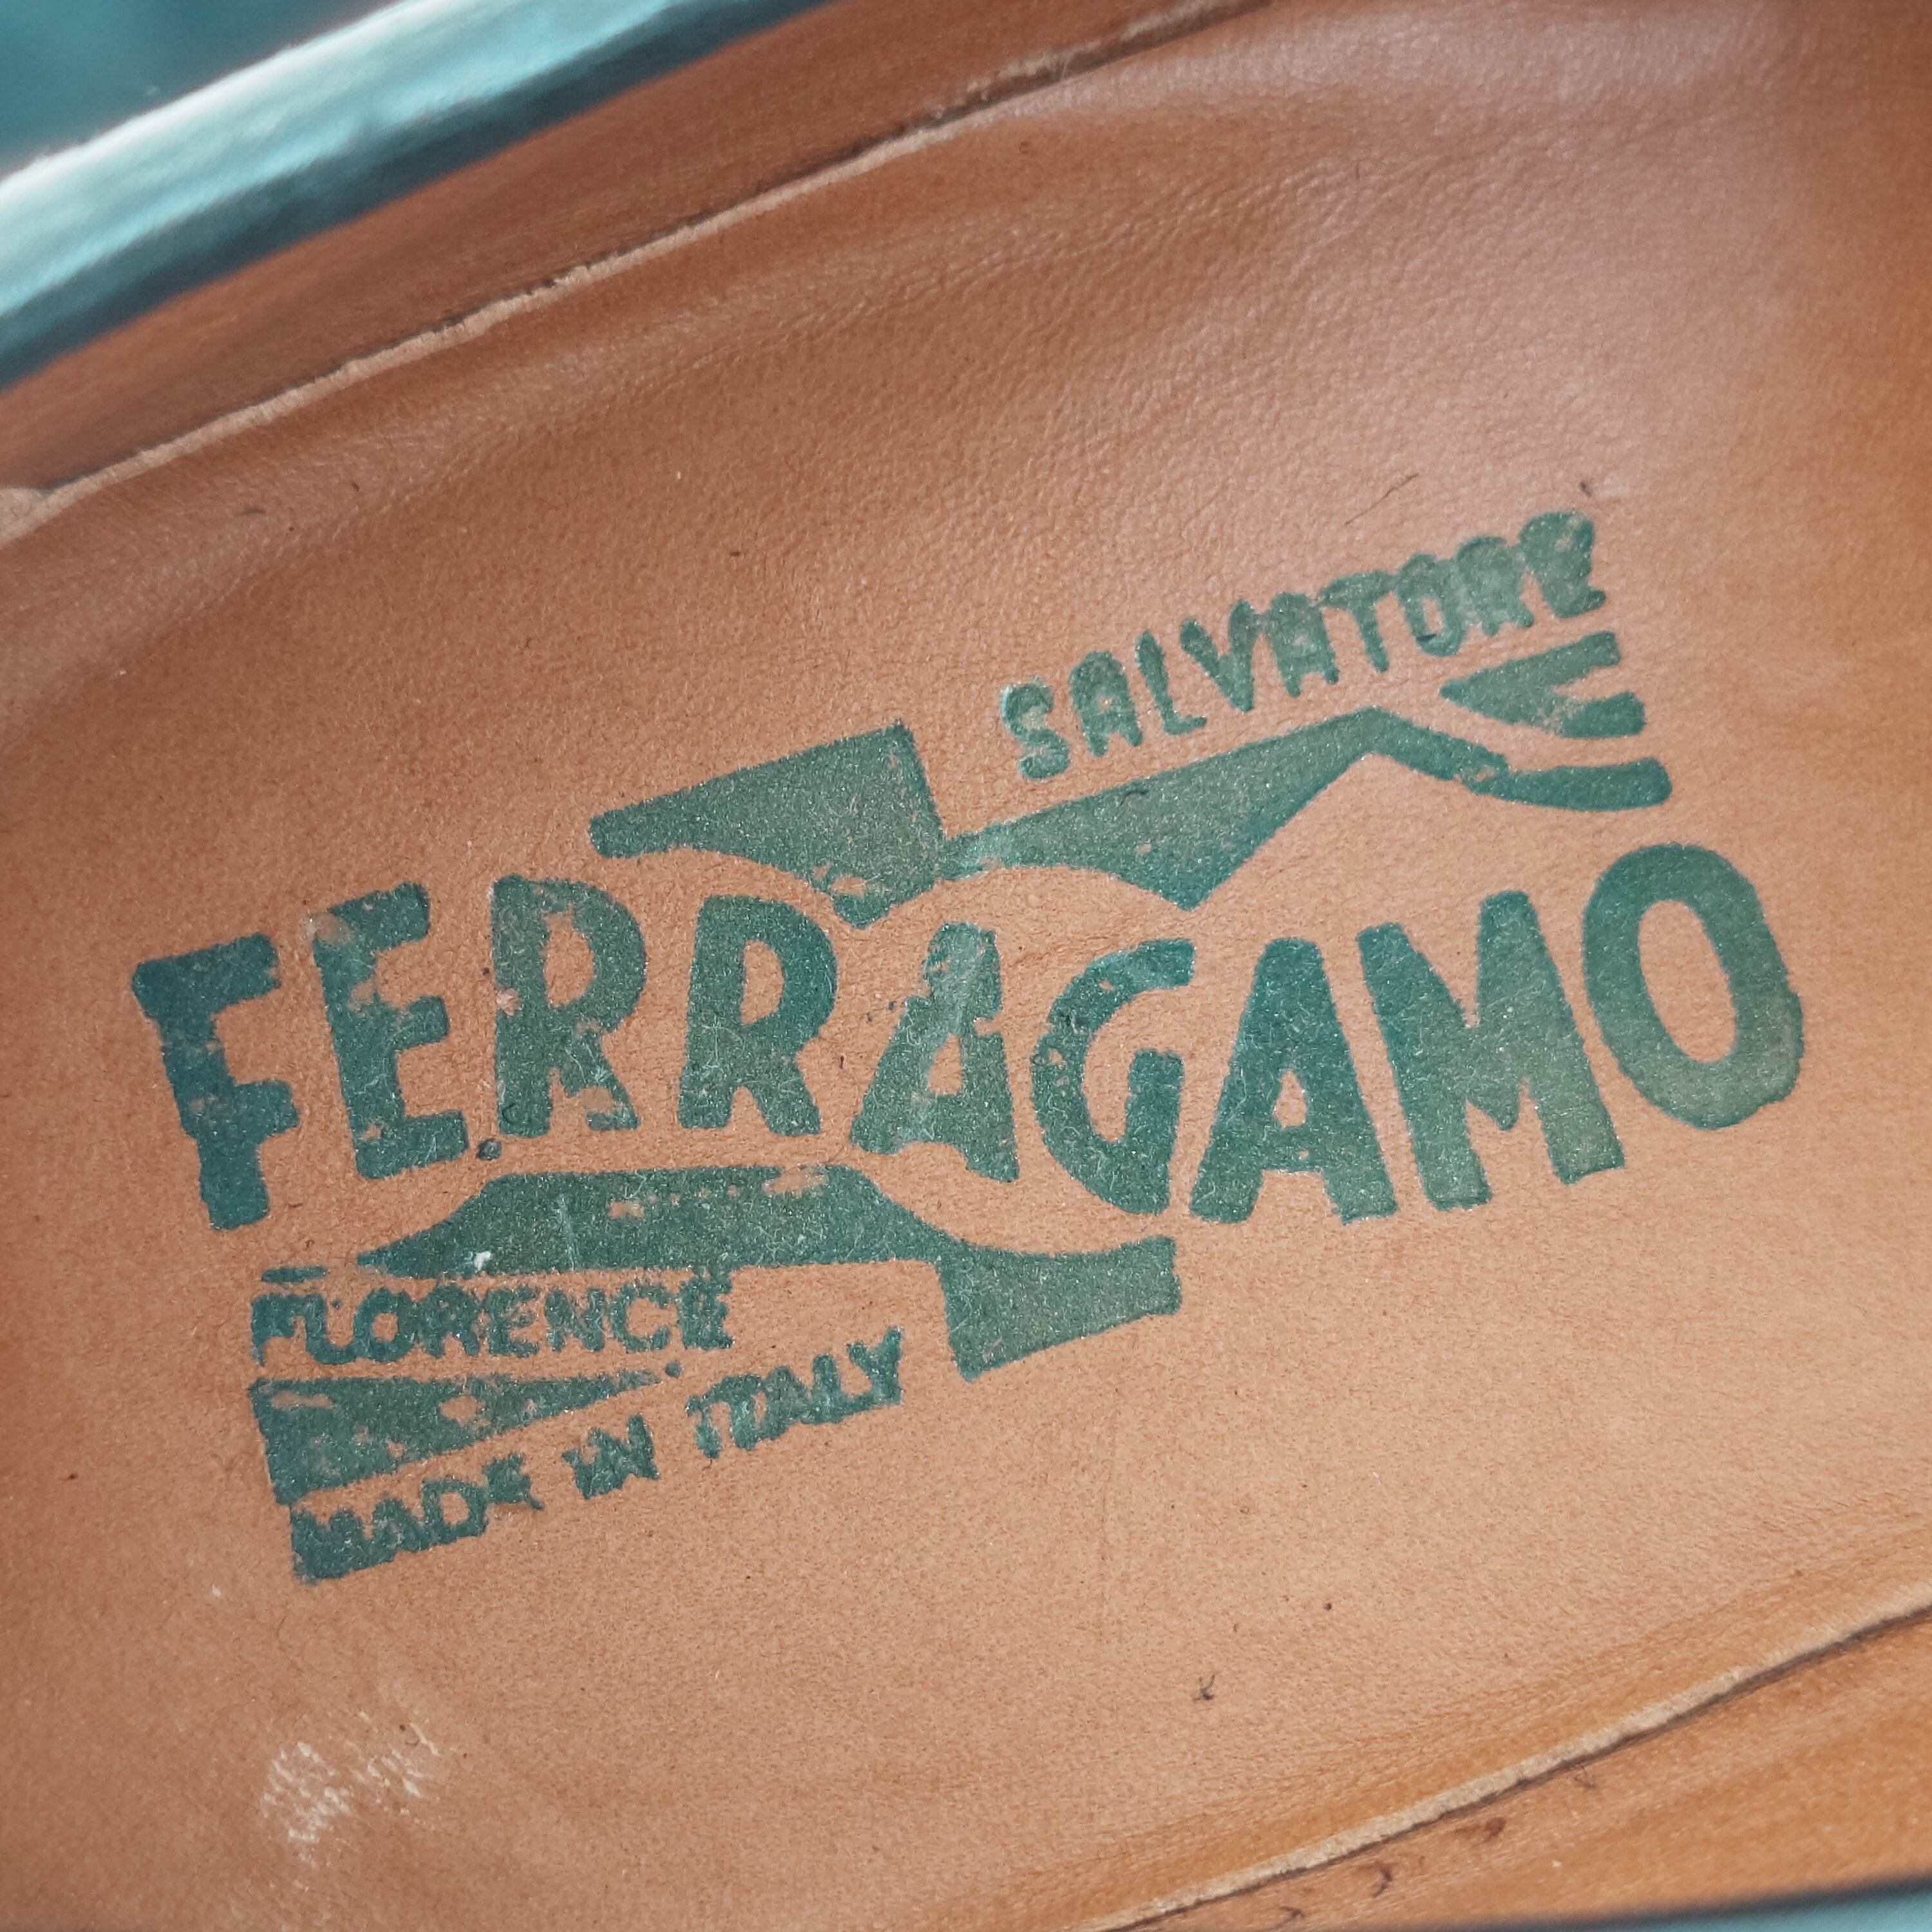 SALVATORE
FERRAGAMO
FLORENCE
MADE IN ITALY